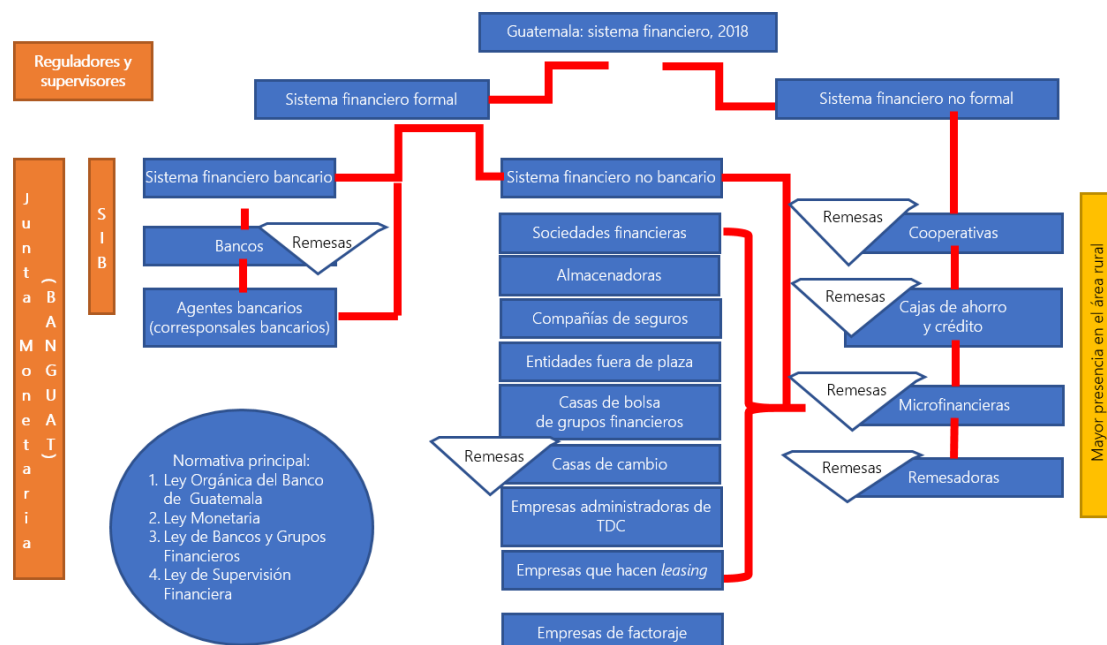 Guatemala: sistema financiero, 2018
Reguladores y
supervisores
Sistema financiero formal
Sistema financiero no formal
Junta Monetaria
(BANGUAT)
SIB
Sistema financiero bancario
Bancos
Remesas
Agentes bancarios
(corresponsales bancarios)
Sistema financiero no bancario
Sociedades financieras
Almacenadoras
Compañías de seguros
Entidades fuera de plaza
Casas de bolsa
de grupos financieros
Remesas
Casas de cambio
Empresas administradoras de
TDC
Empresas que hacen leasing
Empresas de factoraje
Remesas
Cooperativas
Remesas
Cajas de ahorro
y crédito
Remesas
Microfinancieras
Remesas
Remesadoras
Mayor presencia en el área rural
Normativa principal:
1. Ley Orgánica del Banco
de Guatemala
2. Ley Monetaria
3. Ley de Bancos y Grupos
Financieros
4. Ley de Supervisión
Financiera